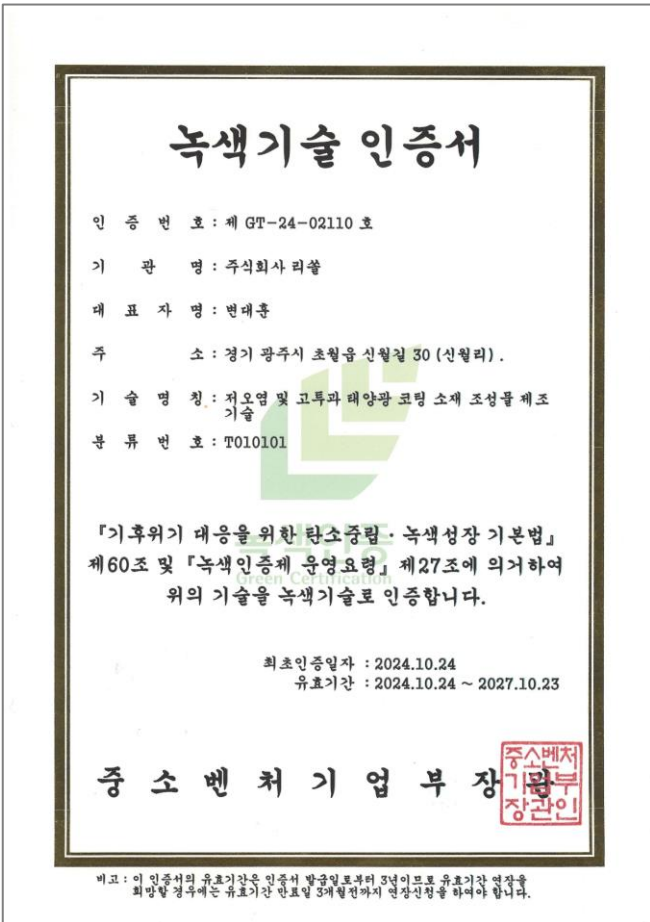 녹색기술 인증서
인 증 번 호 : 제 GT-24-02110 호
기 관 명 : 주식회사 리쏠
대 표 자 명 : 변대훈
주 소 : 경기 광주시 초월읍 신월길 30 (신월리) .
기 술 명 칭 : 저오염 및 고투과 태양광 코팅 소재 조성물 제조
기술
분 류 번 호 : T010101
『기후위기 대응을 위한 탄소중립 · 녹색성장 기본법』
녹색인증
제60조 및 『녹색인증제 운영요령』 제27조에 의거하여
Green Certification
위의 기술을 녹색기술로 인증합니다.
최초인증일자 : 2024.10.24
유효기간 : 2024.10.24 ~ 2027.10.23
중 소 벤 처 기 업 부 장 관
중소벤처
기업부
장관인
비고 : 이 인증서의 유효기간은 인증서 발급일로부터 3년이므로 유효기간 연장을
희망할 경우에는 유효기간 만료일 3개월전까지 연장신청을 하여야 합니다.